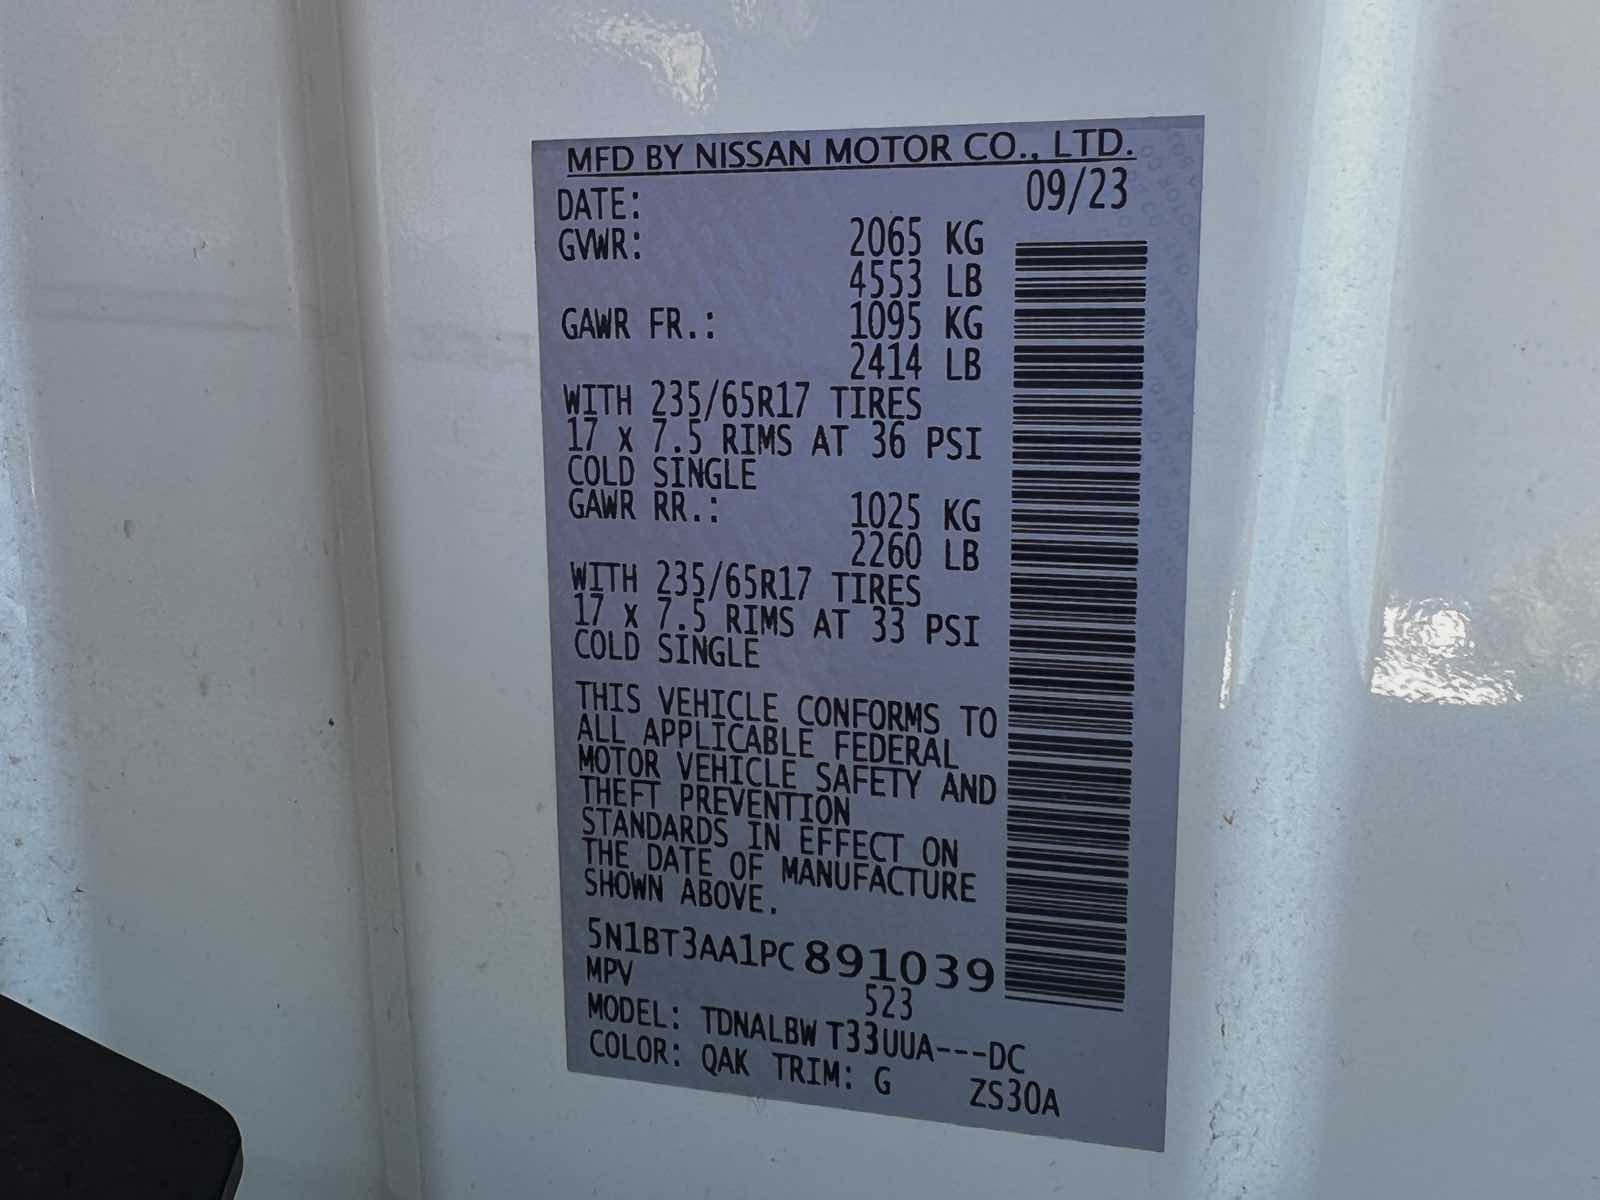 MFD BY NISSAN MOTOR CO., LTD.
DATE: 09/23
GVWR: 2065 KG
4553 LB
GAWR FR.: 1095 KG
2414 LB
WITH 235/65R17 TIRES
17 x 7.5 RIMS AT 36 PSI
COLD SINGLE
GAWR RR.: 1025 KG
2260 LB
WITH 235/65R17 TIRES
17 x 7.5 RIMS AT 33 PSI
COLD SINGLE
THIS VEHICLE CONFORMS TO
ALL APPLICABLE FEDERAL
MOTOR VEHICLE SAFETY AND
THEFT PREVENTION
STANDARDS IN EFFECT ON
THE DATE OF MANUFACTURE
SHOWN ABOVE.
5N1BT3AA1PC891039
MPV 523
MODEL: TDNALBW T33UUA---DC
COLOR: QAK TRIM: G ZS30A